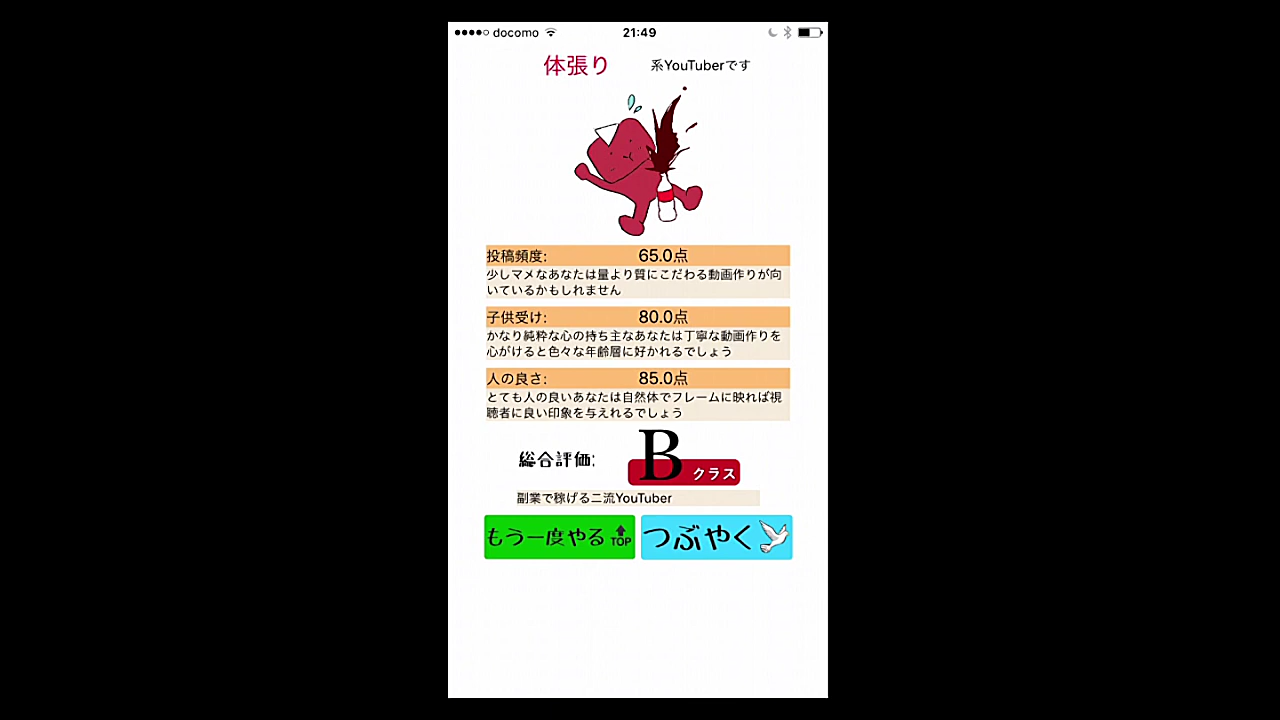 docomo 21:49
体張り 系YouTuberです
投稿頻度: 65.0点
少しマメなあなたは量より質にこだわる動画作りが向
いているかもしれません
子供受け: 80.0点
かなり純粋な心の持ち主なあなたは丁寧な動画作りを
心がけると色々な年齢層に好かれるでしょう
人の良さ: 85.0点
とても人の良いあなたは自然体でフレームに映れば視
聴者に良い印象を与えれるでしょう
総合評価: B クラス
副業で稼げる二流YouTuber
もう一度やる TOP つぶやく